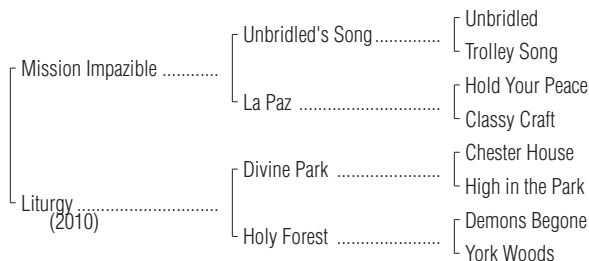 Unbridled
Unbridled's Song..............
Trolley Song
Mission Impazible ............
Hold Your Peace
La Paz ..............................
Classy Craft
Chester House
Divine Park ......................
High in the Park
Liturgy ..............................
(2010)
Demons Begone
Holy Forest ......................
York Woods